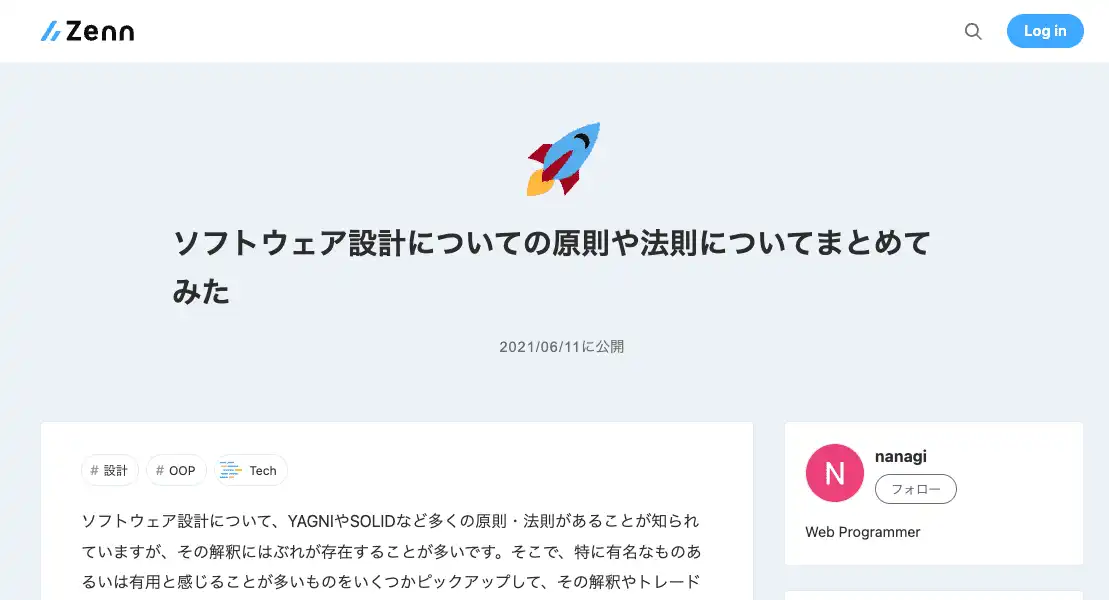 Zenn
Log in
ソフトウェア設計についての原則や法則についてまとめて
みた
2021/06/11に公開
# 設計
# OOP
Tech
ソフトウェア設計について、YAGNIやSOLIDなど多くの原則・法則があることが知られ
ていますが、その解釈にはぶれが存在することが多いです。そこで、特に有名なものあ
るいは有用と感じることが多いものをいくつかピックアップして、その解釈やトレード
N
nanagi
フォロー
Web Programmer